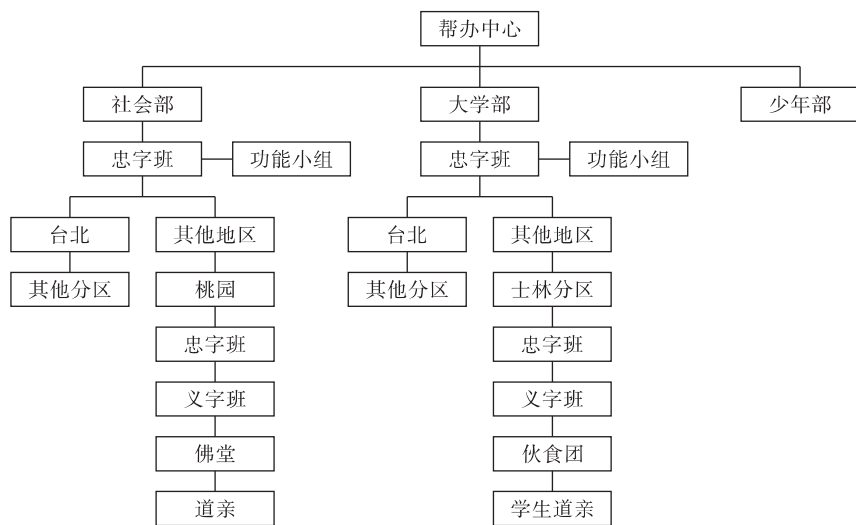 帮办中心
社会部
大学部
少年部
忠字班
功能小组
忠字班
功能小组
台北
其他地区
台北
其他地区
其他分区
桃园
其他分区
士林分区
忠字班
忠字班
义字班
义字班
佛堂
伙食团
道亲
学生道亲